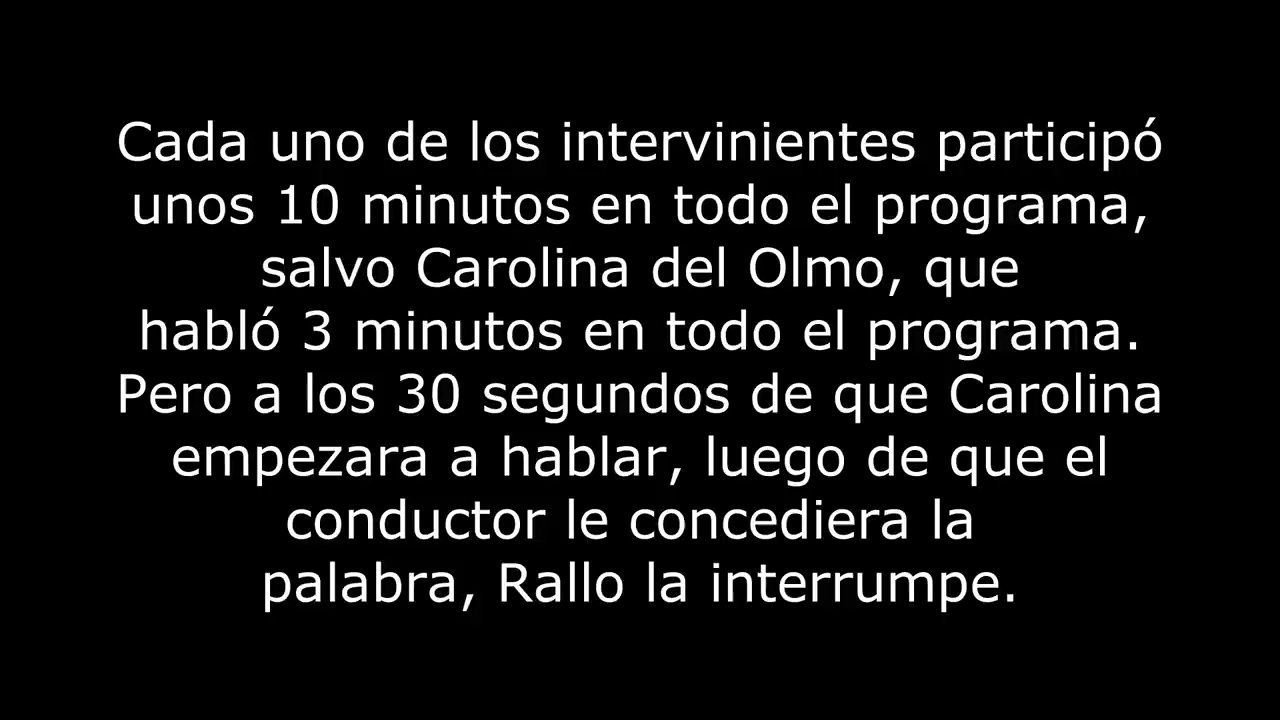 Cada uno de los intervinientes participó
unos 10 minutos en todo el programa,
salvo Carolina del Olmo, que
habló 3 minutos en todo el programa.
Pero a los 30 segundos de que Carolina
empezara a hablar, luego de que el
conductor le concediera la
palabra, Rallo la interrumpe.